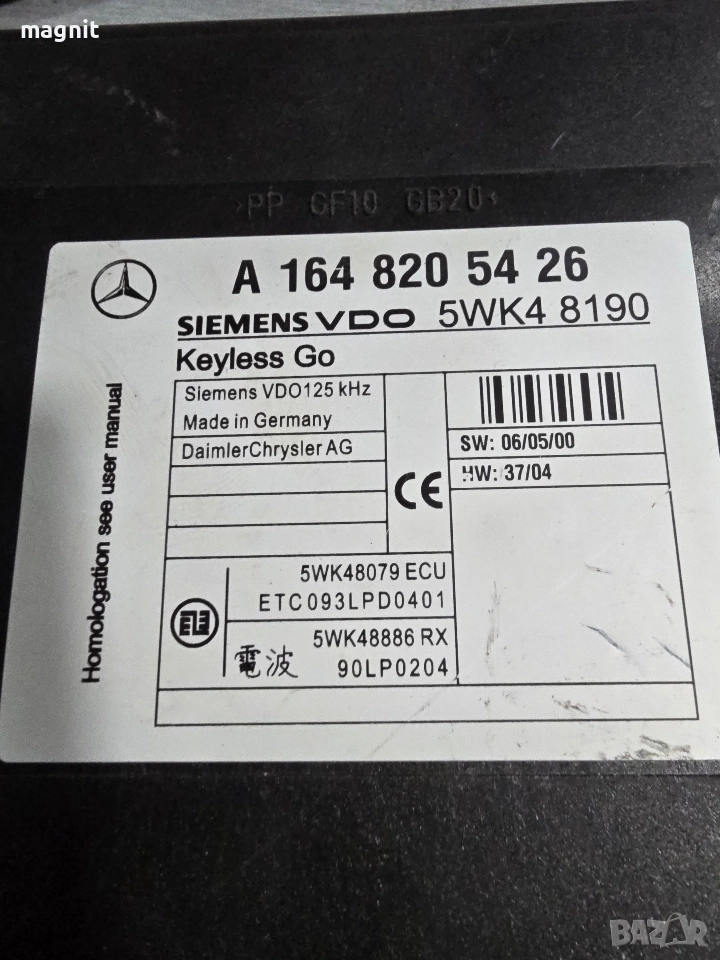 magnit
>PP GF10 GB20<
A 164 820 54 26
SIEMENS VDO 5WK4 8190
Keyless Go
Siemens VDO125 kHz
Made in Germany
DaimlerChrysler AG
CE
SW: 06/05/00
HW: 37/04
Homologation see user manual
5WK48079 ECU
ETC093LPD0401
5WK48886 RX
電波 90LP0204
BAZAR